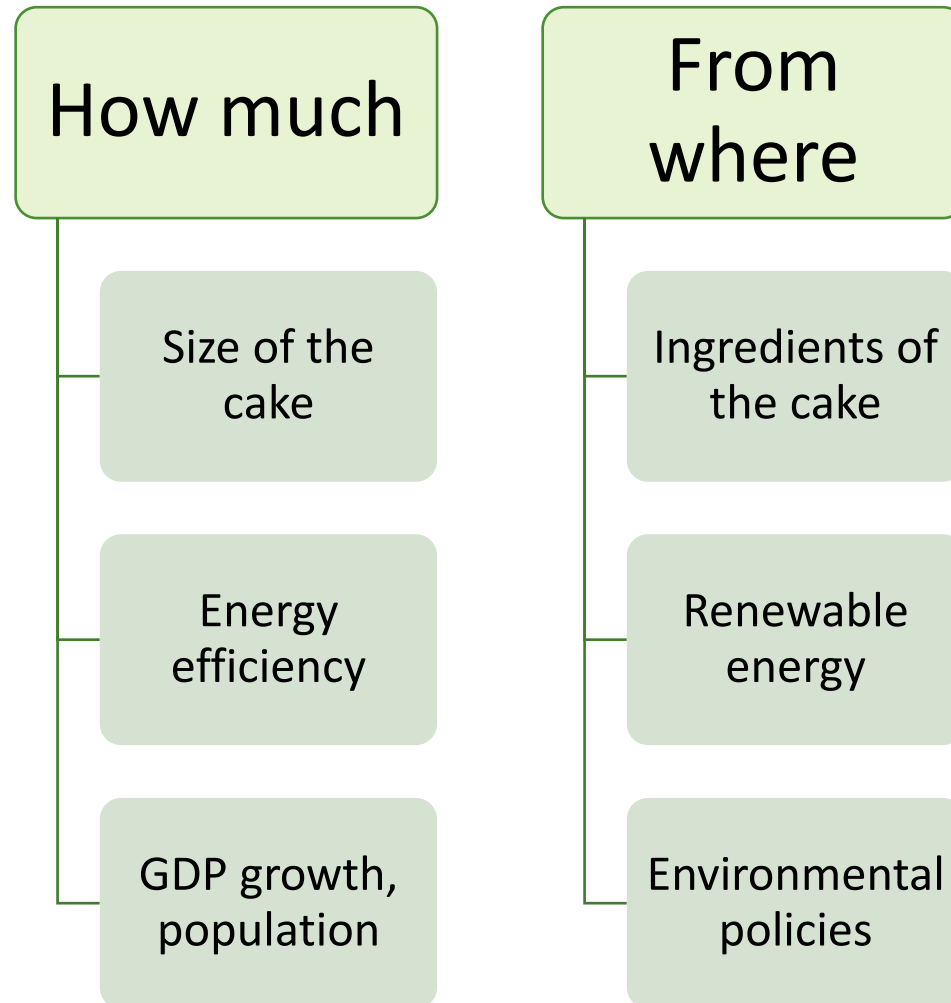 How much
Size of the
cake
Energy
efficiency
GDP growth,
population
From
where
Ingredients of
the cake
Renewable
energy
Environmental
policies